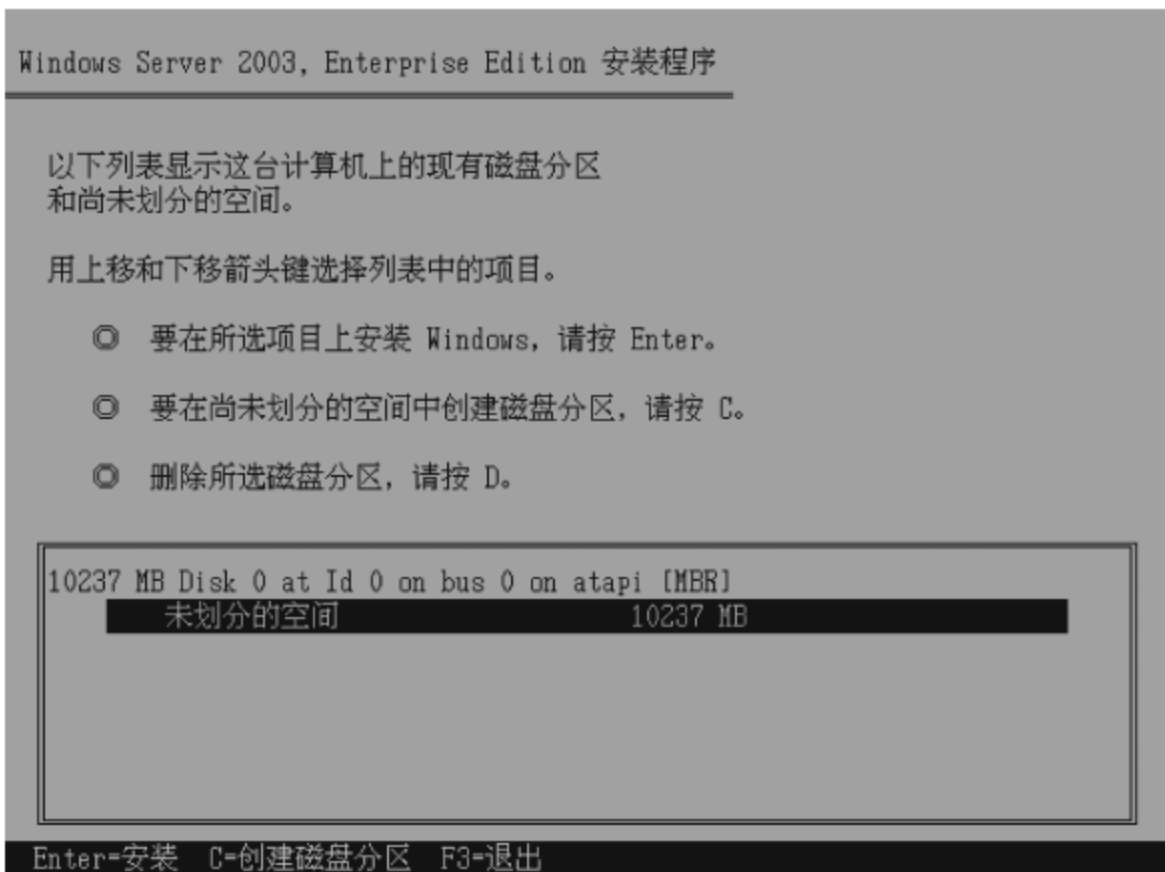 Windows Server 2003, Enterprise Edition 安装程序
以下列表显示这台计算机上的现有磁盘分区
和尚未划分的空间。
用上移和下移箭头键选择列表中的项目。
◎ 要在所选项目上安装 Windows，请按 Enter。
◎ 要在尚未划分的空间中创建磁盘分区，请按 C。
◎ 删除所选磁盘分区，请按 D。
10237 MB Disk 0 at Id 0 on bus 0 on atapi [MBR]
未划分的空间 10237 MB
Enter=安装 C=创建磁盘分区 F3=退出